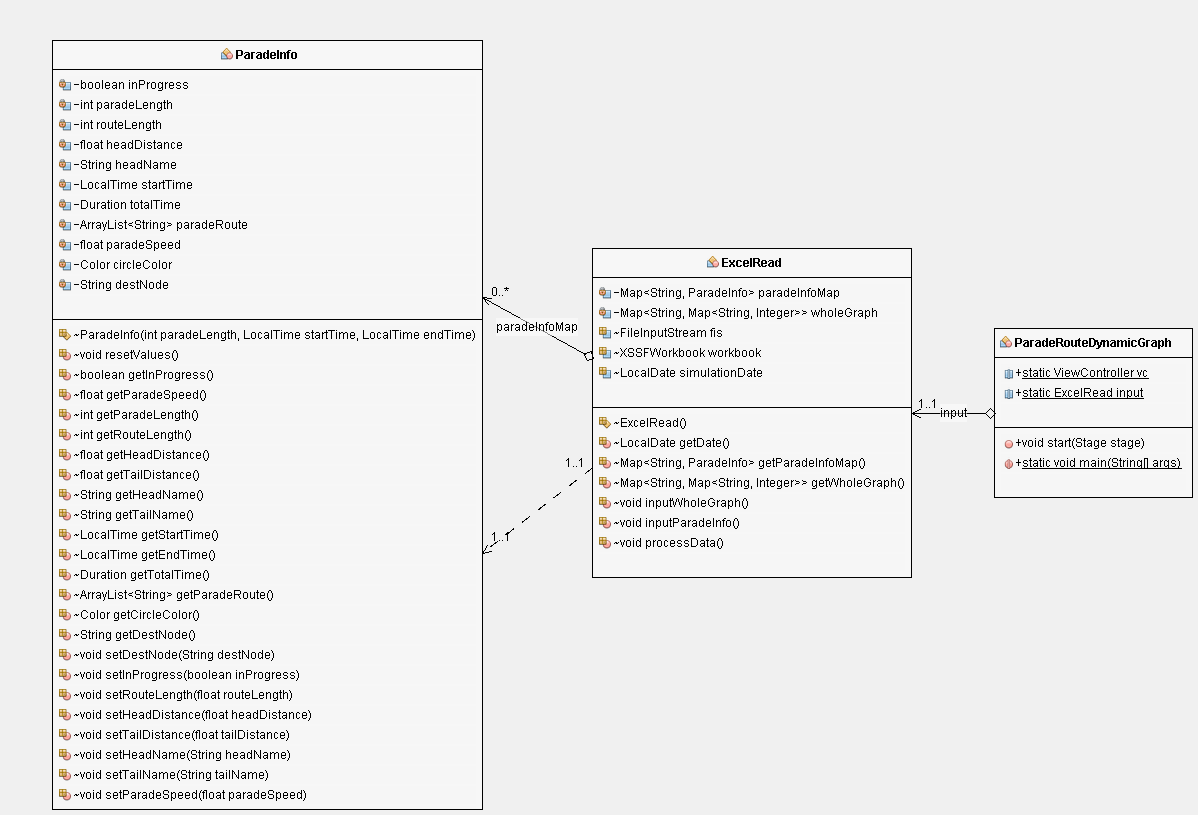 ParadeInfo
-boolean inProgress
-int paradeLength
-int routeLength
-float headDistance
-String headName
-LocalTime startTime
-Duration totalTime
-ArrayList<String> paradeRoute
-float paradeSpeed
-Color circleColor
-String destNode
~ParadeInfo(int paradeLength, LocalTime startTime, LocalTime endTime)
~void resetValues()
~boolean getInProgress()
~float getParadeSpeed()
~int getParadeLength()
~int getRouteLength()
~float getHeadDistance()
~float getTailDistance()
~String getHeadName()
~String getTailName()
~LocalTime getStartTime()
~LocalTime getEndTime()
~Duration getTotalTime()
~ArrayList<String> getParadeRoute()
~Color getCircleColor()
~String getDestNode()
~void setDestNode(String destNode)
~void setInProgress(boolean inProgress)
~void setRouteLength(float routeLength)
~void setHeadDistance(float headDistance)
~void setTailDistance(float tailDistance)
~void setHeadName(String headName)
~void setTailName(String tailName)
~void setParadeSpeed(float paradeSpeed)
0..*
paradeInfoMap
1..1
1..1
ExcelRead
-Map<String, ParadeInfo> paradeInfoMap
-Map<String, Map<String, Integer>> wholeGraph
~FileInputStream fis
~XSSFWorkbook workbook
~LocalDate simulationDate
~ExcelRead()
~LocalDate getDate()
~Map<String, ParadeInfo> getParadeInfoMap()
~Map<String, Map<String, Integer>> getWholeGraph()
~void inputWholeGraph()
~void inputParadeInfo()
~void processData()
1..1
input
ParadeRouteDynamicGraph
+static ViewController vc
+static ExcelRead input
+void start(Stage stage)
+static void main(String[] args)